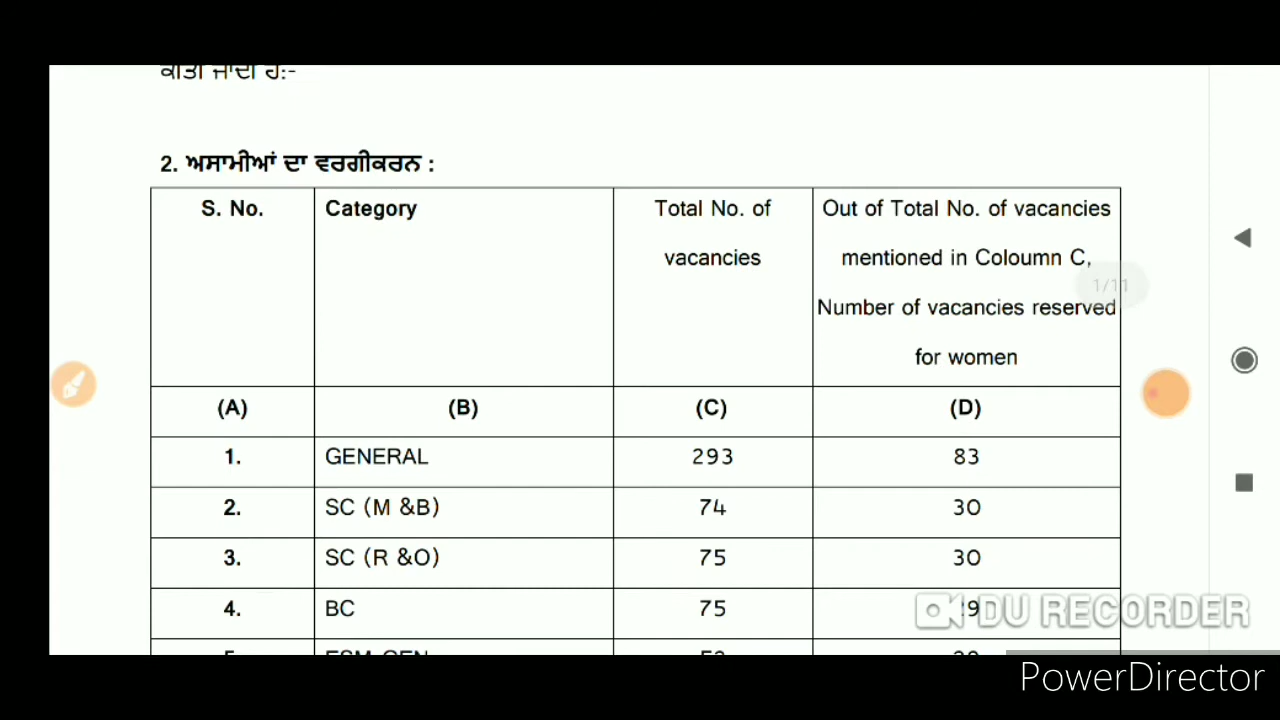 2. ਅਸਾਮੀਆਂ ਦਾ ਵਰਗੀਕਰਨ :
S. No. Category Total No. of Out of Total No. of vacancies
vacancies mentioned in Coloumn C,
1/11
Number of vacancies reserved
for women
(A) (B) (C) (D)
1. GENERAL 293 83
2. SC (M &B) 74 30
3. SC (R &O) 75 30
4. BC 75
DU RECORDER
PowerDirector